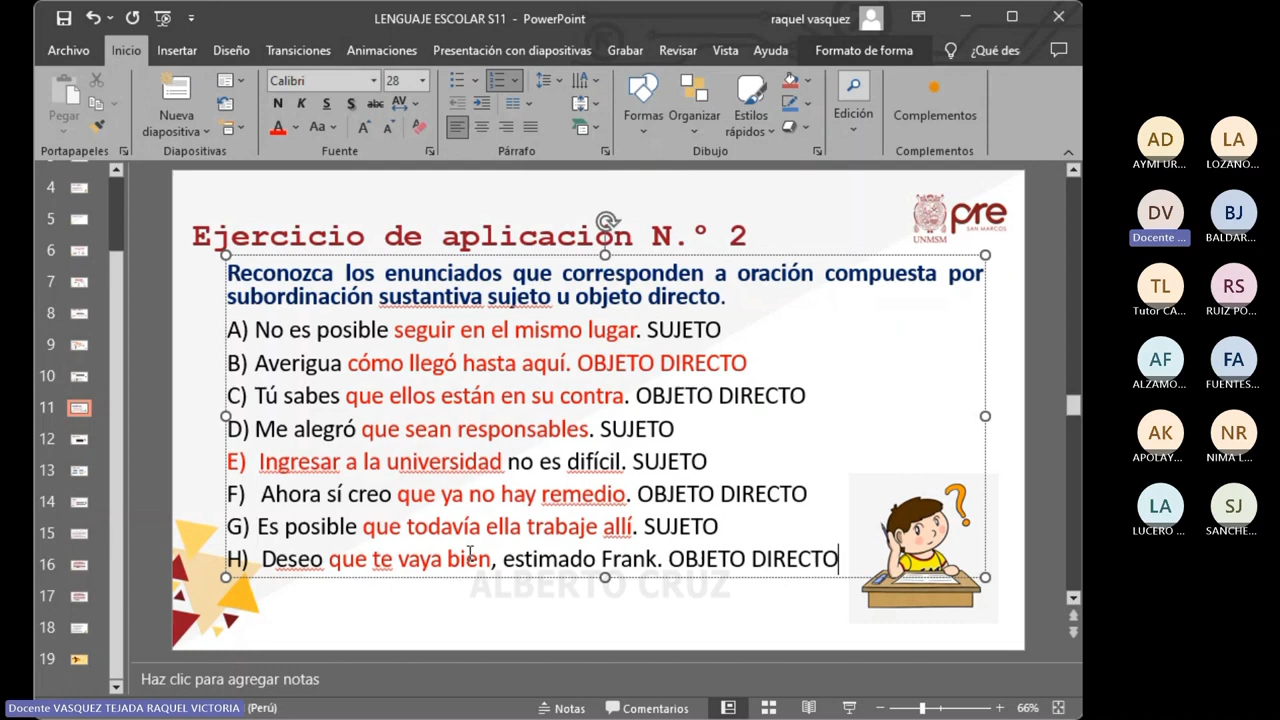 LENGUAJE ESCOLAR S11 - PowerPoint
raquel vasquez
Archivo Inicio Insertar Diseño Transiciones Animaciones Presentación con diapositivas Grabar Revisar Vista Ayuda Formato de forma ¿Qué des
Calibri 28
Pegar
Nueva diapositiva
N K S S abc AV
A Aa A A
Formas Organizar Estilos rápidos Edición Complementos
Portapapeles Diapositivas Fuente Párrafo Dibujo Complementos
4
5
6
7
8
9
10
11
12
13
14
15
16
17
18
19
UNMSM
pre
SAN MARCOS
Ejercicio de aplicación N.º 2
Reconozca los enunciados que corresponden a oración compuesta por
subordinación sustantiva sujeto u objeto directo.
A) No es posible seguir en el mismo lugar. SUJETO
B) Averigua cómo llegó hasta aquí. OBJETO DIRECTO
C) Tú sabes que ellos están en su contra. OBJETO DIRECTO
D) Me alegró que sean responsables. SUJETO
E) Ingresar a la universidad no es difícil. SUJETO
F) Ahora sí creo que ya no hay remedio. OBJETO DIRECTO
G) Es posible que todavía ella trabaje allí. SUJETO
H) Deseo que te vaya bien, estimado Frank. OBJETO DIRECTO
ALBERTO CRUZ
Haz clic para agregar notas
Docente VASQUEZ TEJADA RAQUEL VICTORIA (Perú)
Notas Comentarios 66%
AD LA
AYMI UR... LOZANO...
DV BJ
Docente ... BALDAR...
TL RS
Tutor CA... RUIZ PO...
AF FA
ALZAMO... FUENTES...
AK NR
APOLAY... NIMA L...
LA SJ
LUCERO ... SANCHE...